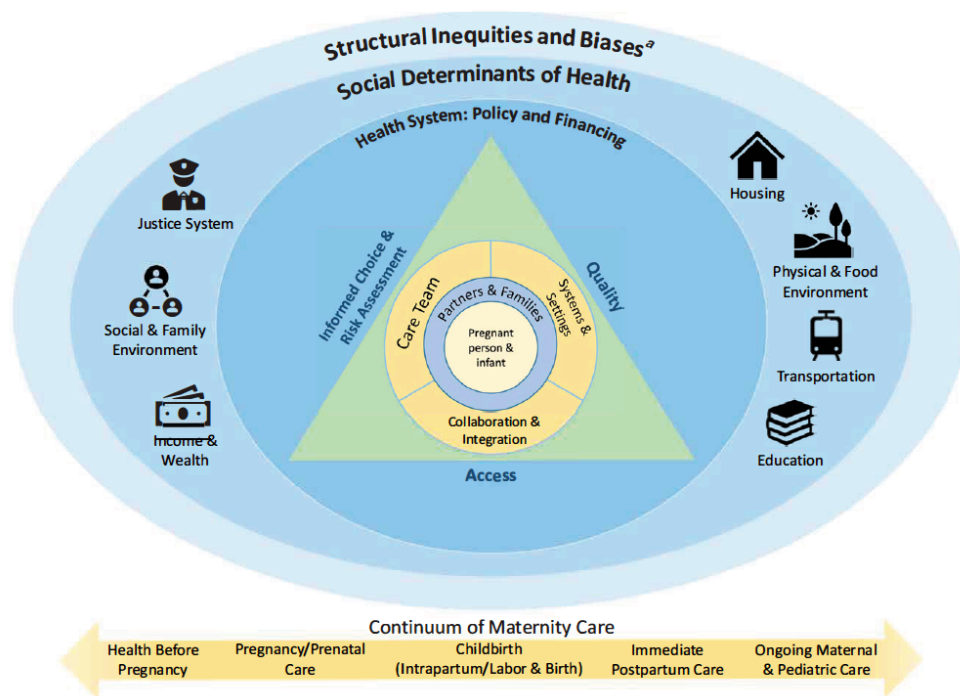 Structural Inequities and Biasesª
Social Determinants of Health
Health System: Policy and Financing
Justice System
Social & Family
Environment
Income &
Wealth
Housing
Physical & Food
Environment
Transportation
Education
Informed Choice &
Risk Assessment
Quality
Access
Care Team
Systems &
Settings
Collaboration &
Integration
Partners & Families
Pregnant
person &
infant
Continuum of Maternity Care
Health Before
Pregnancy
Pregnancy/Prenatal
Care
Childbirth
(Intrapartum/Labor & Birth)
Immediate
Postpartum Care
Ongoing Maternal
& Pediatric Care